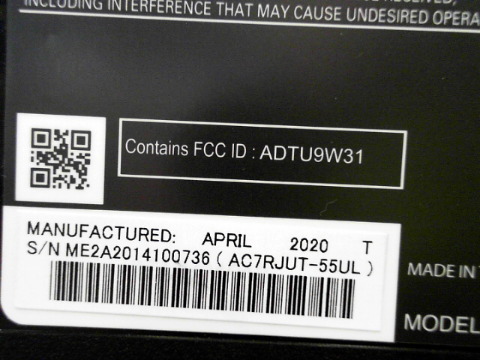 INCLUDING INTERFERENCE THAT MAY CAUSE UNDESIRED OPERA
Contains FCC ID : ADTU9W31
MANUFACTURED: APRIL 2020 T
S/N ME2A2014100736 ( AC7RJUT-55UL )
MADE IN
MODEL